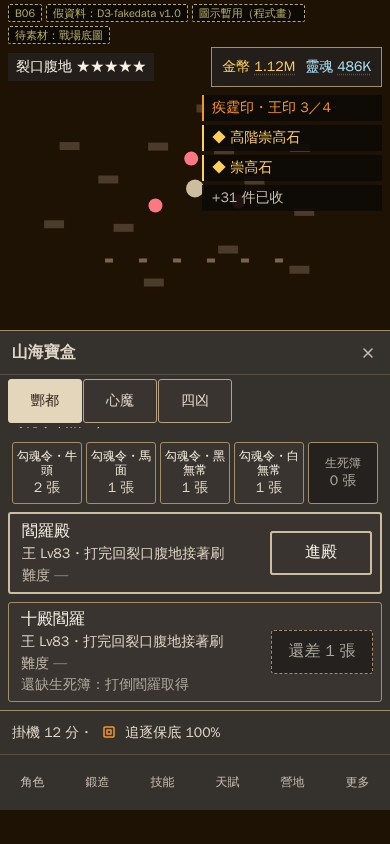 B06
假資料：D3-fakedata v1.0
圖示暫用（程式畫）
待素材：戰場底圖
裂口腹地 ★★★★★
金幣 1.12M 靈魂 486K
疾霆印・王印 3／4
◆ 高階崇高石
◆ 崇高石
+31 件已收
山海寶盒
×
酆都
心魔
四凶
勾魂令・牛頭
2 張
勾魂令・馬面
1 張
勾魂令・黑無常
1 張
勾魂令・白無常
1 張
生死簿
0 張
閻羅殿
王 Lv83・打完回裂口腹地接著刷
難度 —
進殿
十殿閻羅
王 Lv83・打完回裂口腹地接著刷
難度 —
還缺生死簿：打倒閻羅取得
還差 1 張
掛機 12 分・ 追逐保底 100%
角色
鍛造
技能
天賦
營地
更多